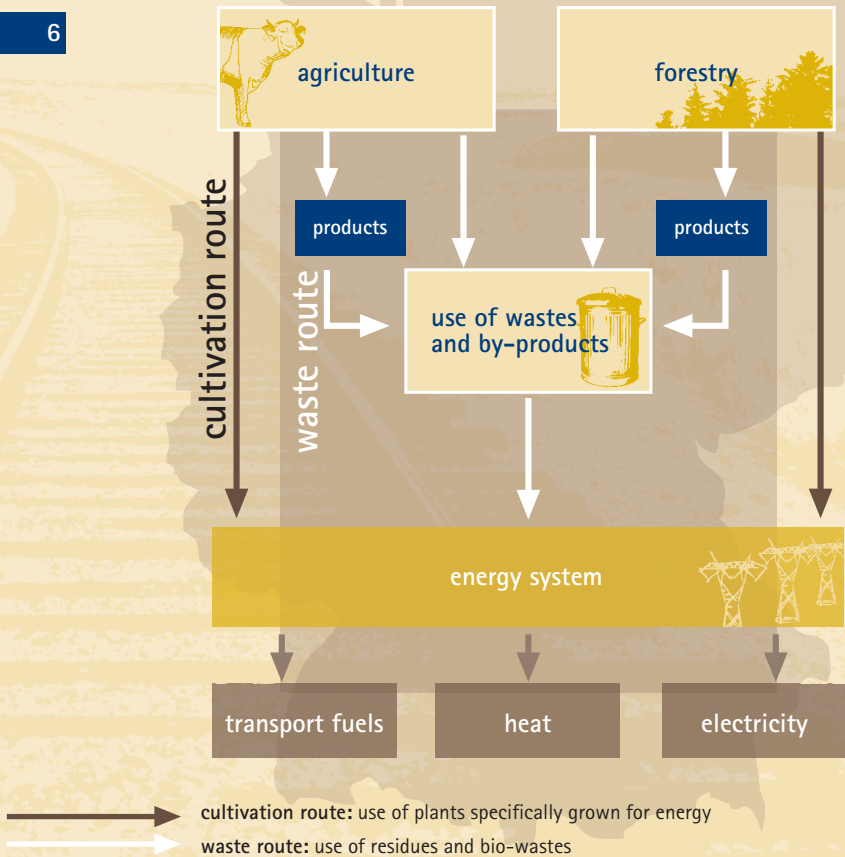 6
agriculture
forestry
cultivation route
waste route
products
products
use of wastes
and by-products
energy system
transport fuels
heat
electricity
cultivation route: use of plants specifically grown for energy
waste route: use of residues and bio-wastes